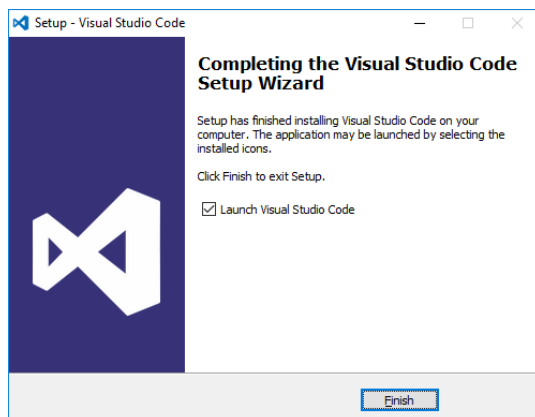 Setup - Visual Studio Code
Completing the Visual Studio Code
Setup Wizard
Setup has finished installing Visual Studio Code on your
computer. The application may be launched by selecting the
installed icons.
Click Finish to exit Setup.
Launch Visual Studio Code
Finish